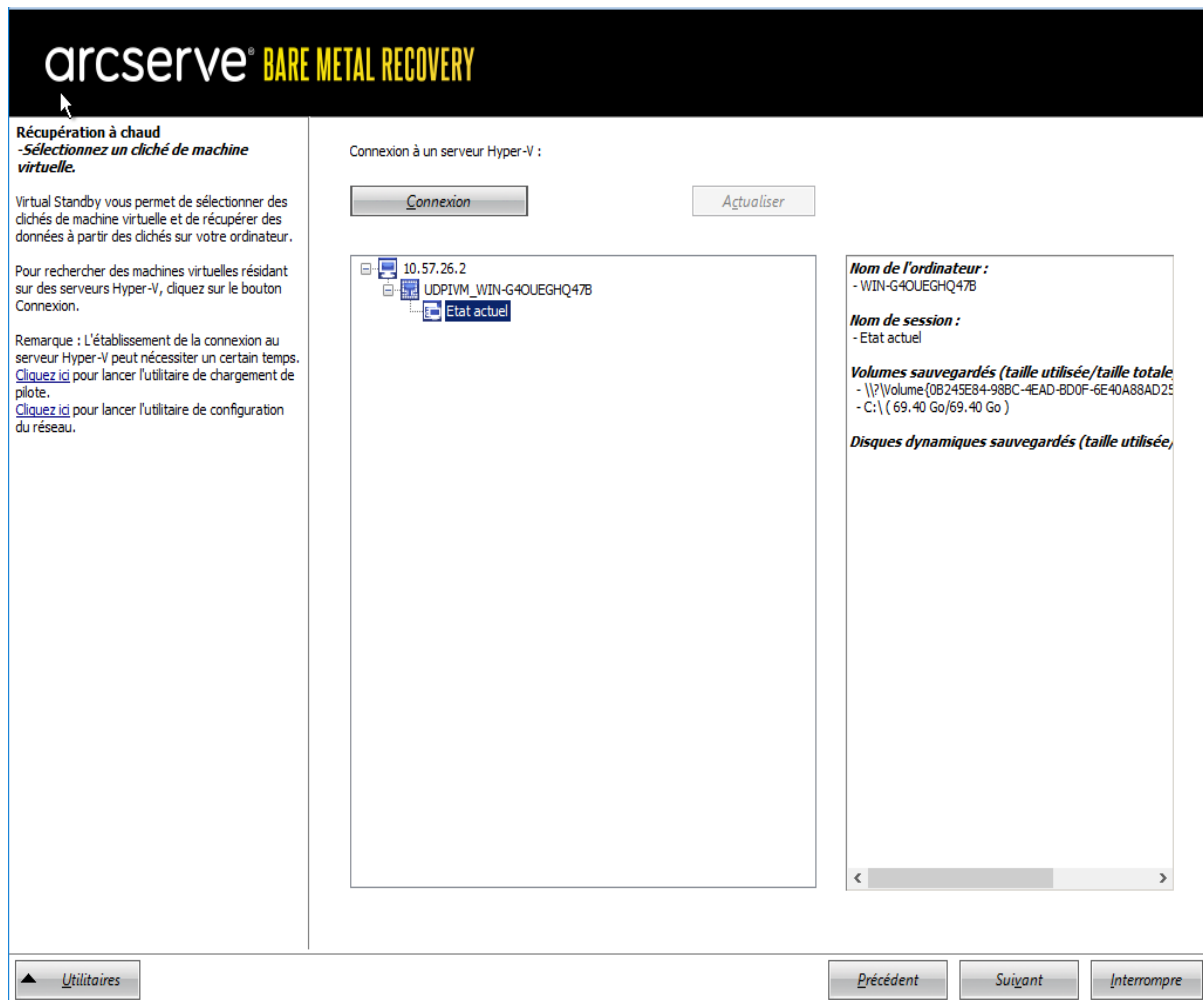 arcserve® BARE METAL RECOVERY
Récupération à chaud
-Sélectionnez un cliché de machine
virtuelle.
Virtual Standby vous permet de sélectionner des
clichés de machine virtuelle et de récupérer des
données à partir des clichés sur votre ordinateur.
Pour rechercher des machines virtuelles résidant
sur des serveurs Hyper-V, cliquez sur le bouton
Connexion.
Remarque : L'établissement de la connexion au
serveur Hyper-V peut nécessiter un certain temps.
Cliquez ici pour lancer l'utilitaire de chargement de
pilote.
Cliquez ici pour lancer l'utilitaire de configuration
du réseau.
Connexion à un serveur Hyper-V :
Connexion
Actualiser
10.57.26.2
UDPIVM_WIN-G4OUEGHQ47B
Etat actuel
Nom de l'ordinateur :
- WIN-G4OUEGHQ47B
Nom de session :
- Etat actuel
Volumes sauvegardés (taille utilisée/taille totale
- \\?\Volume{0B245E84-98BC-4EAD-BD0F-6E40A88AD25
- C:\ ( 69.40 Go/69.40 Go )
Disques dynamiques sauvegardés (taille utilisée/
Utilitaires
Précédent
Suivant
Interrompre